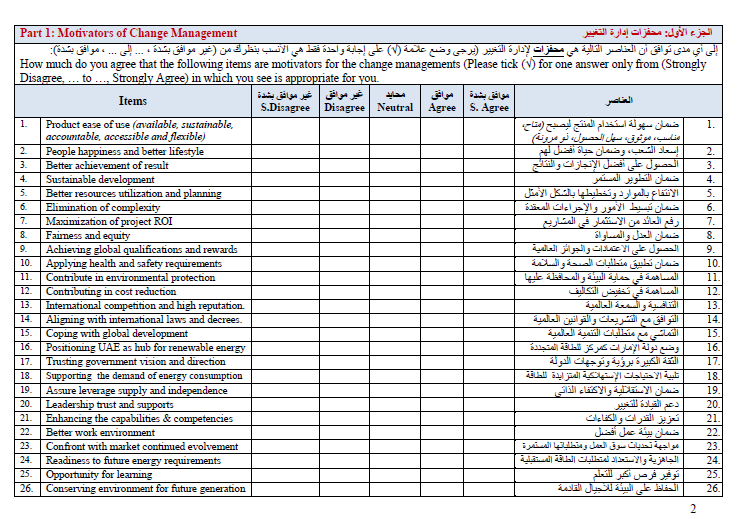 Part 1: Motivators of Change Management الجزء الأول: محفزات إدارة التغيير
إلى أي مدى توافق أن العناصر التالية هي محفزات لإدارة التغيير (يرجى وضع علامة (√) على إجابة واحدة فقط هي الأنسب بنظرك من (غير موافق بشدة ، ... إلى ... ، موافق بشدة):
How much do you agree that the following items are motivators for the change managements (Please tick (√) for one answer only from (Strongly
Disagree, … to …, Strongly Agree) in which you see is appropriate for you.
Items غير موافق بشدة غير موافق محايد موافق موافق بشدة العناصر
S.Disagree Disagree Neutral Agree S. Agree
1. Product ease of use (available, sustainable, ضمان سهولة استخدام المنتج ليصبح (متاح، 1.
accountable, accessible and flexible) مناسب، موثوق، سهل الحصول، ذو مرونة)
2. People happiness and better lifestyle إسعاد الشعب، وضمان حياة أفضل لهم 2.
3. Better achievement of result الحصول على أفضل الإنجازات والنتائج 3.
4. Sustainable development ضمان التطوير المستمر 4.
5. Better resources utilization and planning الانتفاع بالموارد وتخطيطها بالشكل الأمثل 5.
6. Elimination of complexity ضمان تبسيط الأمور والإجراءات المعقدة 6.
7. Maximization of project ROI رفع العائد من الاستثمار في المشاريع 7.
8. Fairness and equity ضمان العدل والمساواة 8.
9. Achieving global qualifications and rewards الحصول على الاعتمادات والجوائز العالمية 9.
10. Applying health and safety requirements ضمان تطبيق متطلبات الصحة والسلامة 10.
11. Contribute in environmental protection المساهمة في حماية البيئة والمحافظة عليها 11.
12. Contributing in cost reduction المساهمة في تخفيض التكاليف 12.
13. International competition and high reputation. التنافسية والسمعة العالمية 13.
14. Aligning with international laws and decrees. التوافق مع التشريعات والقوانين العالمية 14.
15. Coping with global development التماشي مع متطلبات التنمية العالمية 15.
16. Positioning UAE as hub for renewable energy وضع دولة الإمارات كمركز للطاقة المتجددة 16.
17. Trusting government vision and direction الثقة الكبيرة برؤية وتوجهات الدولة 17.
18. Supporting the demand of energy consumption تلبية الاحتياجات الإستهلاكية المتزايدة للطاقة 18.
19. Assure leverage supply and independence ضمان الاستقلالية والاكتفاء الذاتي 19.
20. Leadership trust and supports دعم القيادة للتغيير 20.
21. Enhancing the capabilities & competencies تعزيز القدرات والكفاءات 21.
22. Better work environment ضمان بيئة عمل أفضل 22.
23. Confront with market continued evolvement مواجهة تحديات سوق العمل ومتطلباتها المستمرة 23.
24. Readiness to future energy requirements الجاهزية والاستعداد لمتطلبات الطاقة المستقبلية 24.
25. Opportunity for learning توفير فرص أكبر للتعلم 25.
26. Conserving environment for future generation الحفاظ على البيئة للأجيال القادمة 26.
2